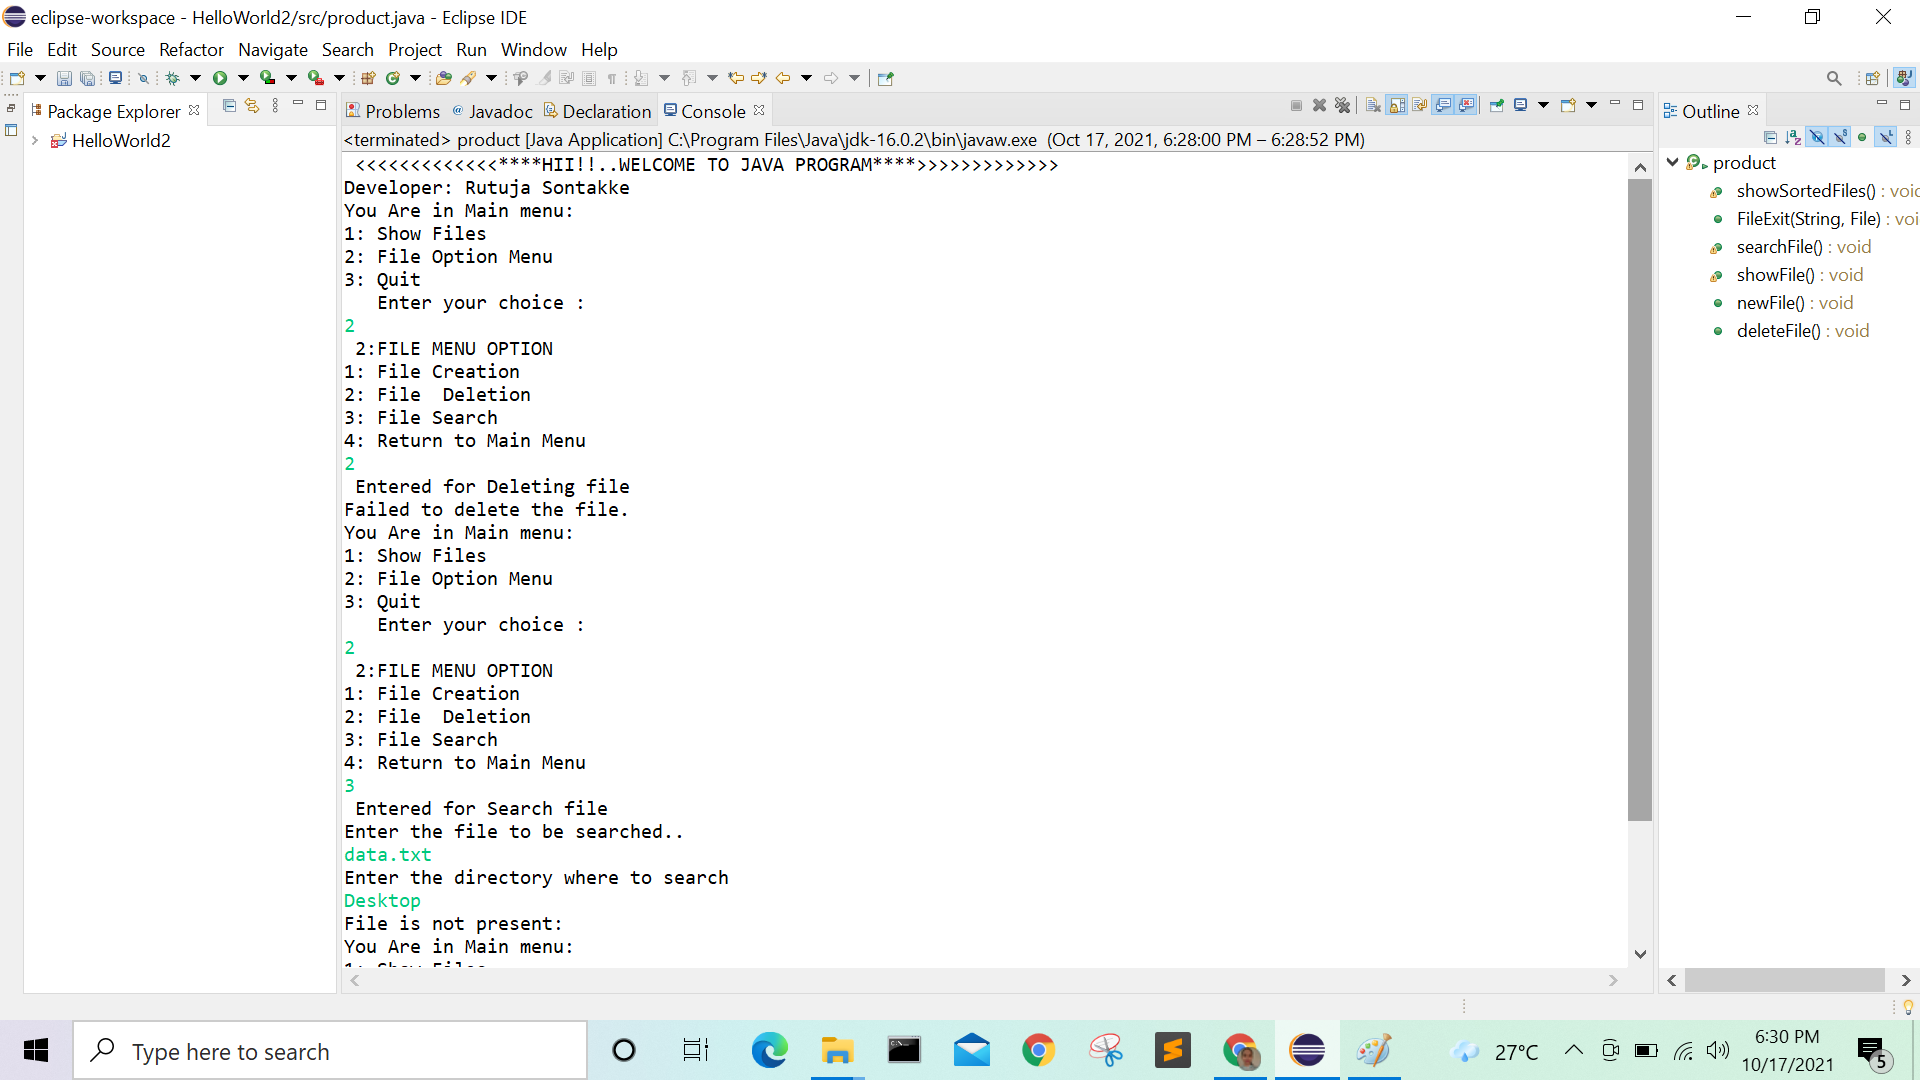 eclipse-workspace - HelloWorld2/src/product.java - Eclipse IDE
File Edit Source Refactor Navigate Search Project Run Window Help
Package Explorer
HelloWorld2
Problems @ Javadoc Declaration Console
<terminated> product [Java Application] C:\Program Files\Java\jdk-16.0.2\bin\javaw.exe (Oct 17, 2021, 6:28:00 PM – 6:28:52 PM)
<<<<<<<<<<<<<****HII!!..WELCOME TO JAVA PROGRAM****>>>>>>>>>>>>>
Developer: Rutuja Sontakke
You Are in Main menu:
1: Show Files
2: File Option Menu
3: Quit
Enter your choice :
2
2:FILE MENU OPTION
1: File Creation
2: File  Deletion
3: File Search
4: Return to Main Menu
2
Entered for Deleting file
Failed to delete the file.
You Are in Main menu:
1: Show Files
2: File Option Menu
3: Quit
Enter your choice :
2
2:FILE MENU OPTION
1: File Creation
2: File  Deletion
3: File Search
4: Return to Main Menu
3
Entered for Search file
Enter the file to be searched..
data.txt
Enter the directory where to search
Desktop
File is not present:
You Are in Main menu:
1: Show Files
Outline
product
showSortedFiles() : void
FileExit(String, File) : voi
searchFile() : void
showFile() : void
newFile() : void
deleteFile() : void
Type here to search
27°C
6:30 PM
10/17/2021
5